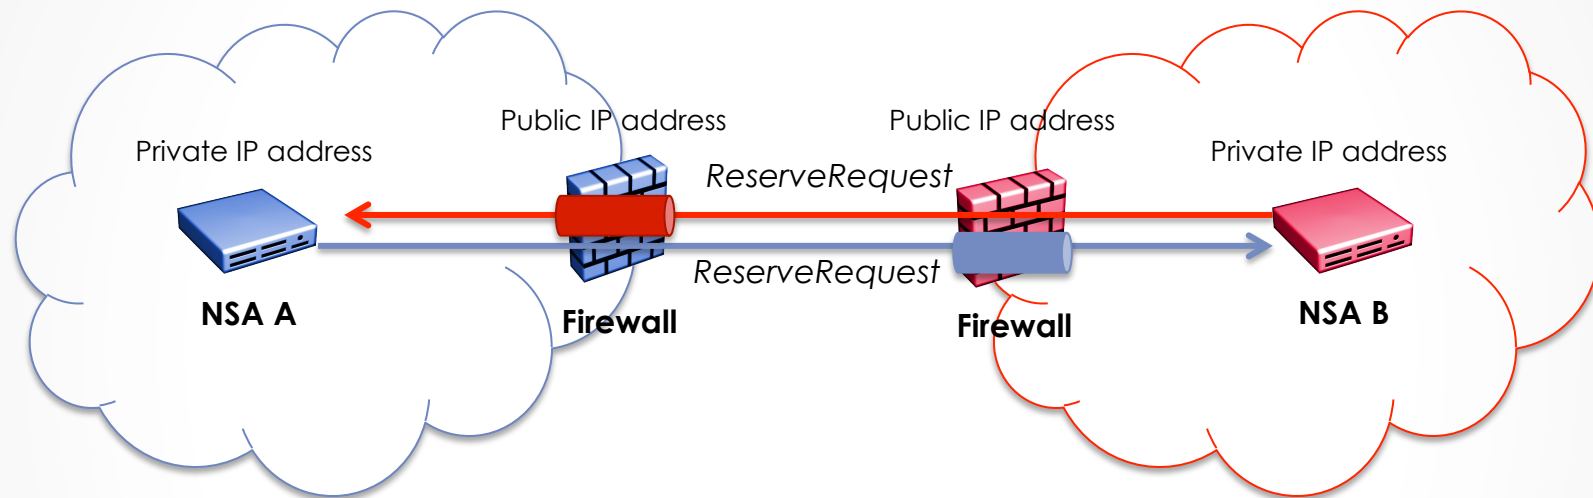 Public IP address
Public IP address
Private IP address
Private IP address
ReserveRequest
ReserveRequest
NSA A
Firewall
Firewall
NSA B